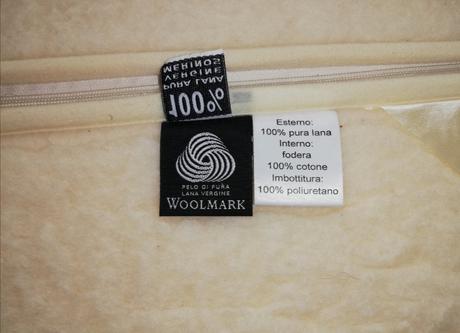 100%
PURA LANA
VERGINE
MERINOS
PELO DI PURA
LANA VERGINE
WOOLMARK
Esterno:
100% pura lana
Interno:
fodera
100% cotone
Imbottitura:
100% poliuretano